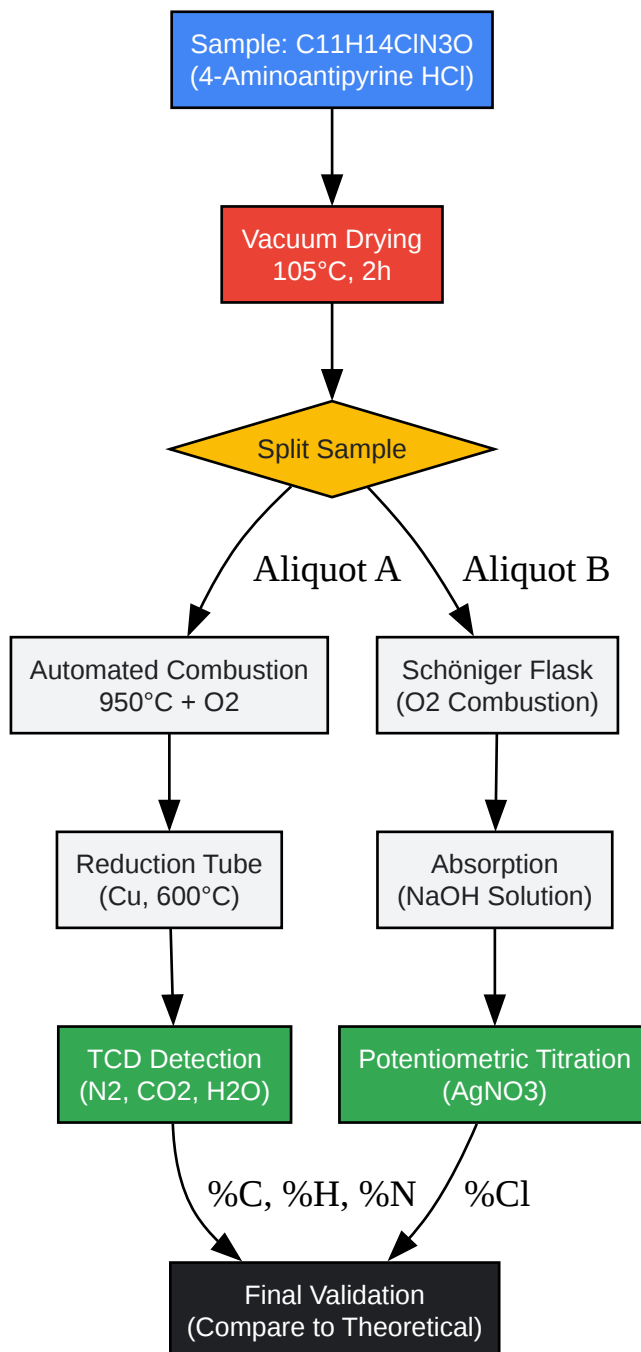 Sample: C11H14ClN3O
(4-Aminoantipyrine HCl)
Vacuum Drying
105°C, 2h
Split Sample
Aliquot A
Aliquot B
Automated Combustion
950°C + O2
Schöniger Flask
(O2 Combustion)
Reduction Tube
(Cu, 600°C)
Absorption
(NaOH Solution)
TCD Detection
(N2, CO2, H2O)
Potentiometric Titration
(AgNO3)
%C, %H, %N
%Cl
Final Validation
(Compare to Theoretical)